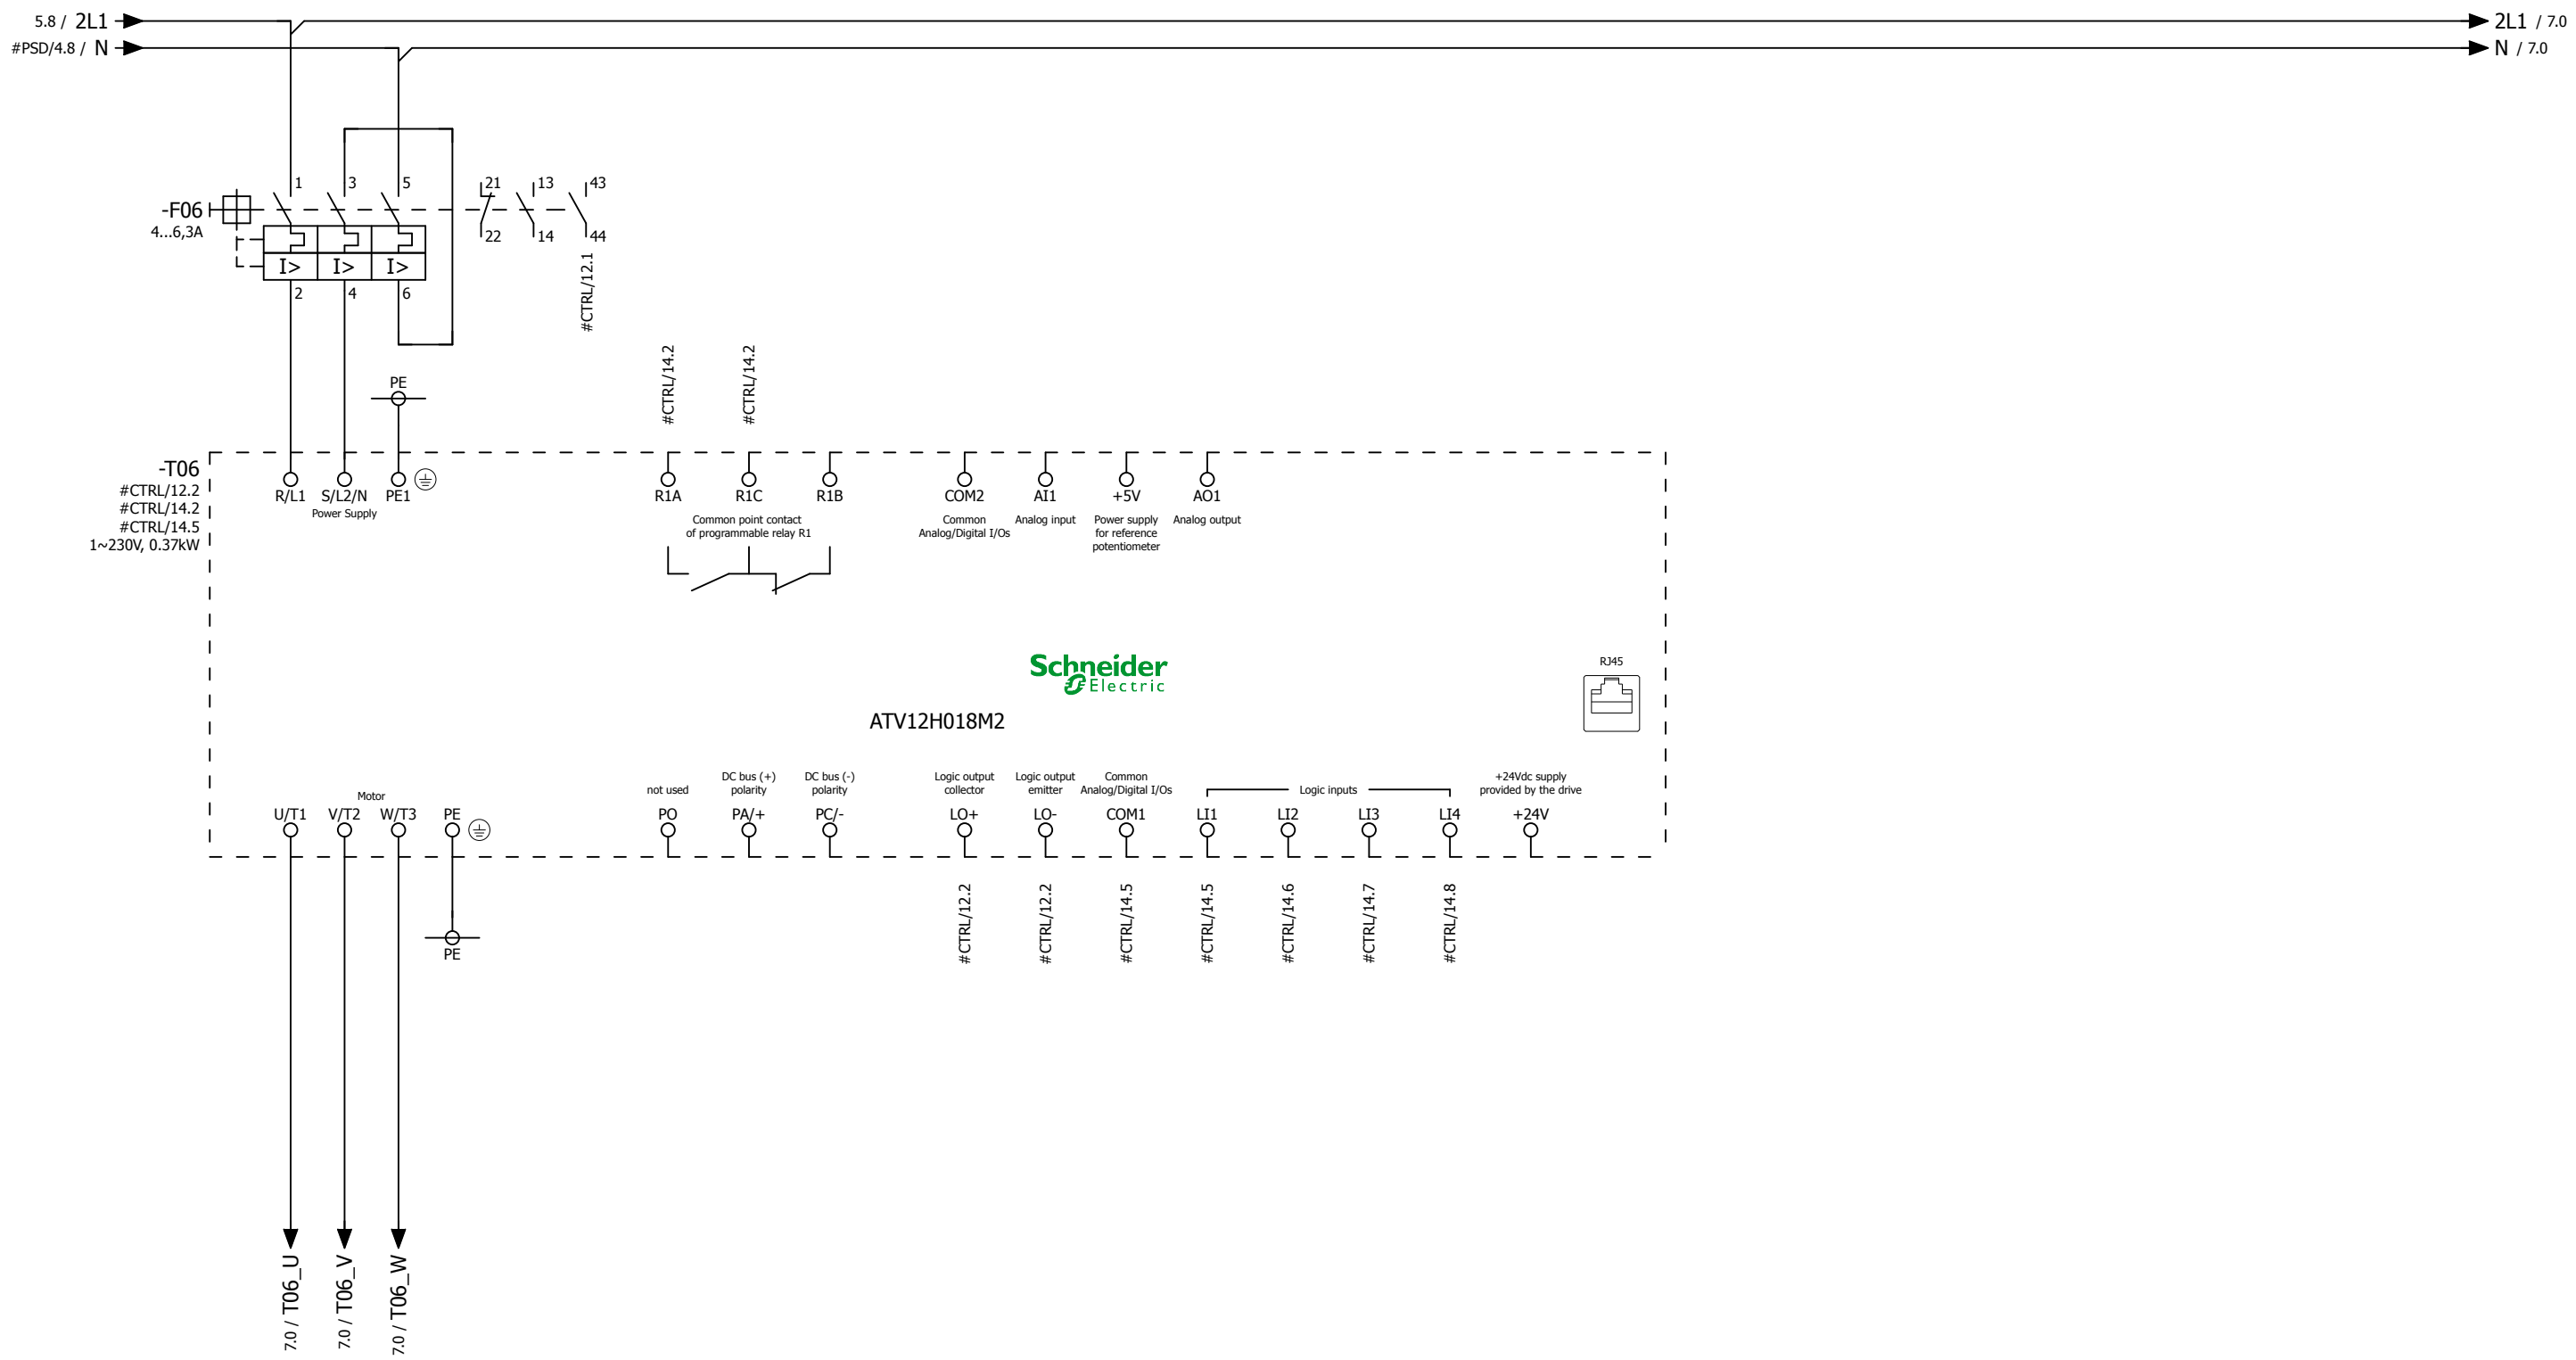 5.8 / 2L1
2L1 / 7.0
#PSD/4.8 / N
N / 7.0
1
3
5
21
13
43
-F06
4...6,3A
22
14
44
I>
I>
I>
2
4
6
#CTRL/12.1
#CTRL/14.2
#CTRL/14.2
PE
-T06
#CTRL/12.2
#CTRL/14.2
#CTRL/14.5
1~230V, 0.37kW
R/L1
S/L2/N
PE1
Power Supply
R1A
R1C
R1B
Common point contact
of programmable relay R1
COM2
Common
Analog/Digital I/Os
AI1
Analog input
+5V
Power supply
for reference
potentiometer
AO1
Analog output
Schneider
Electric
RJ45
ATV12H018M2
Motor
U/T1
V/T2
W/T3
PE
not used
PO
DC bus (+)
polarity
PA/+
DC bus (-)
polarity
PC/-
Logic output
collector
LO+
Logic output
emitter
LO-
Common
Analog/Digital I/Os
COM1
Logic inputs
LI1
LI2
LI3
LI4
+24Vdc supply
provided by the drive
+24V
PE
#CTRL/12.2
#CTRL/12.2
#CTRL/14.5
#CTRL/14.5
#CTRL/14.6
#CTRL/14.7
#CTRL/14.8
7.0 / T06_U
7.0 / T06_V
7.0 / T06_W